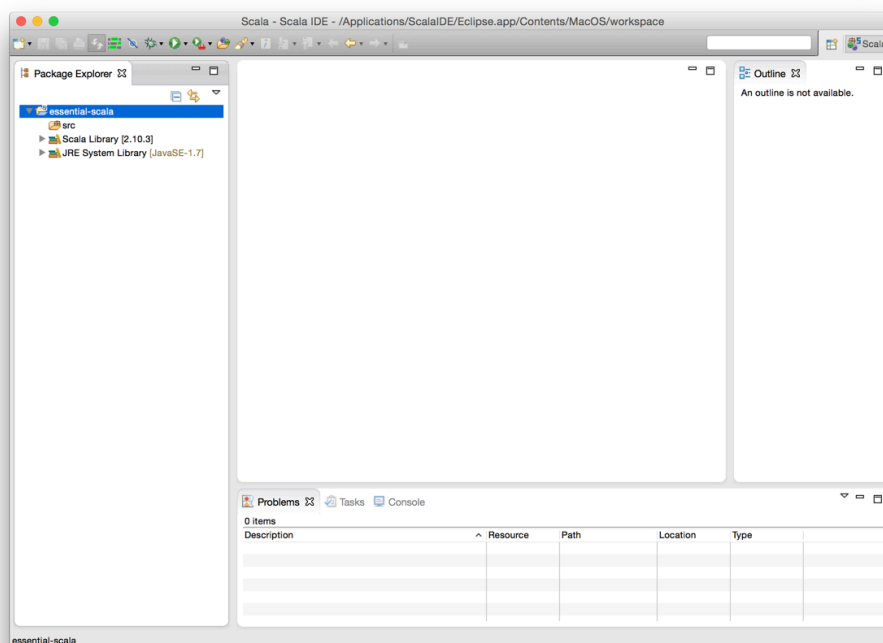 Scala - Scala IDE - /Applications/ScalaIDE/Eclipse.app/Contents/MacOS/workspace
Scala
Package Explorer
essential-scala
src
Scala Library [2.10.3]
JRE System Library [JavaSE-1.7]
Outline
An outline is not available.
Problems Tasks Console
0 items
Description Resource Path Location Type
essential-scala